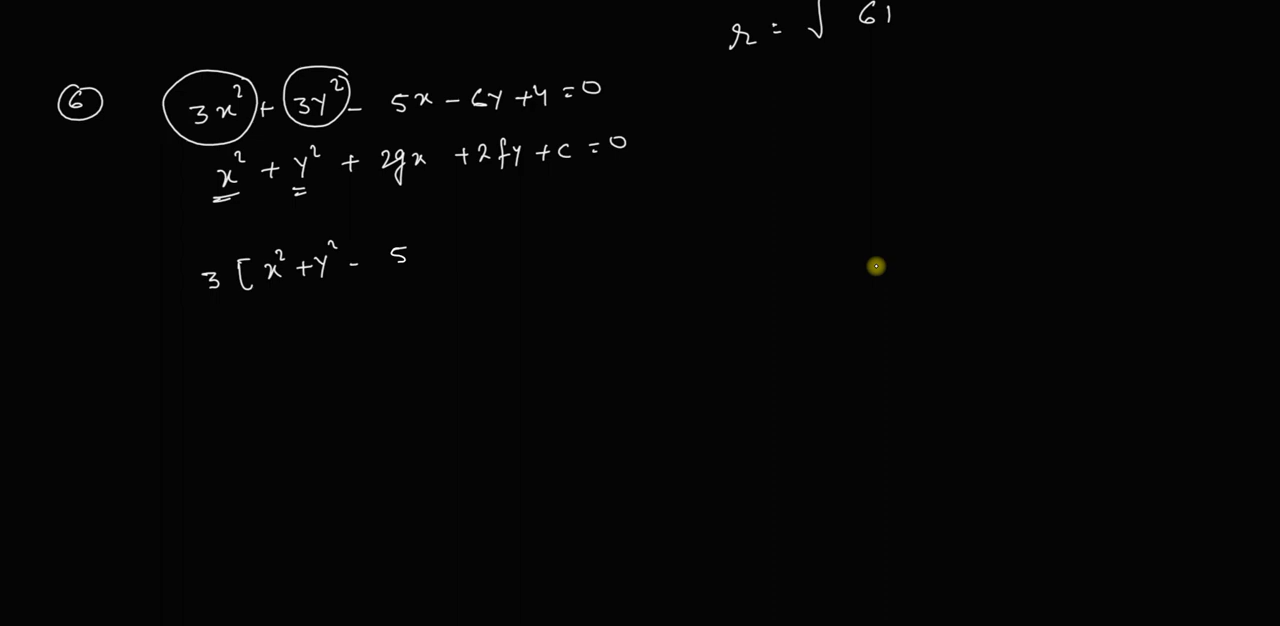 r = √ 61
⑥ 3x² + 3y² - 5x - 6y + 4 = 0
x² + y² + 2gx + 2fy + c = 0
3 [ x² + y² - 5